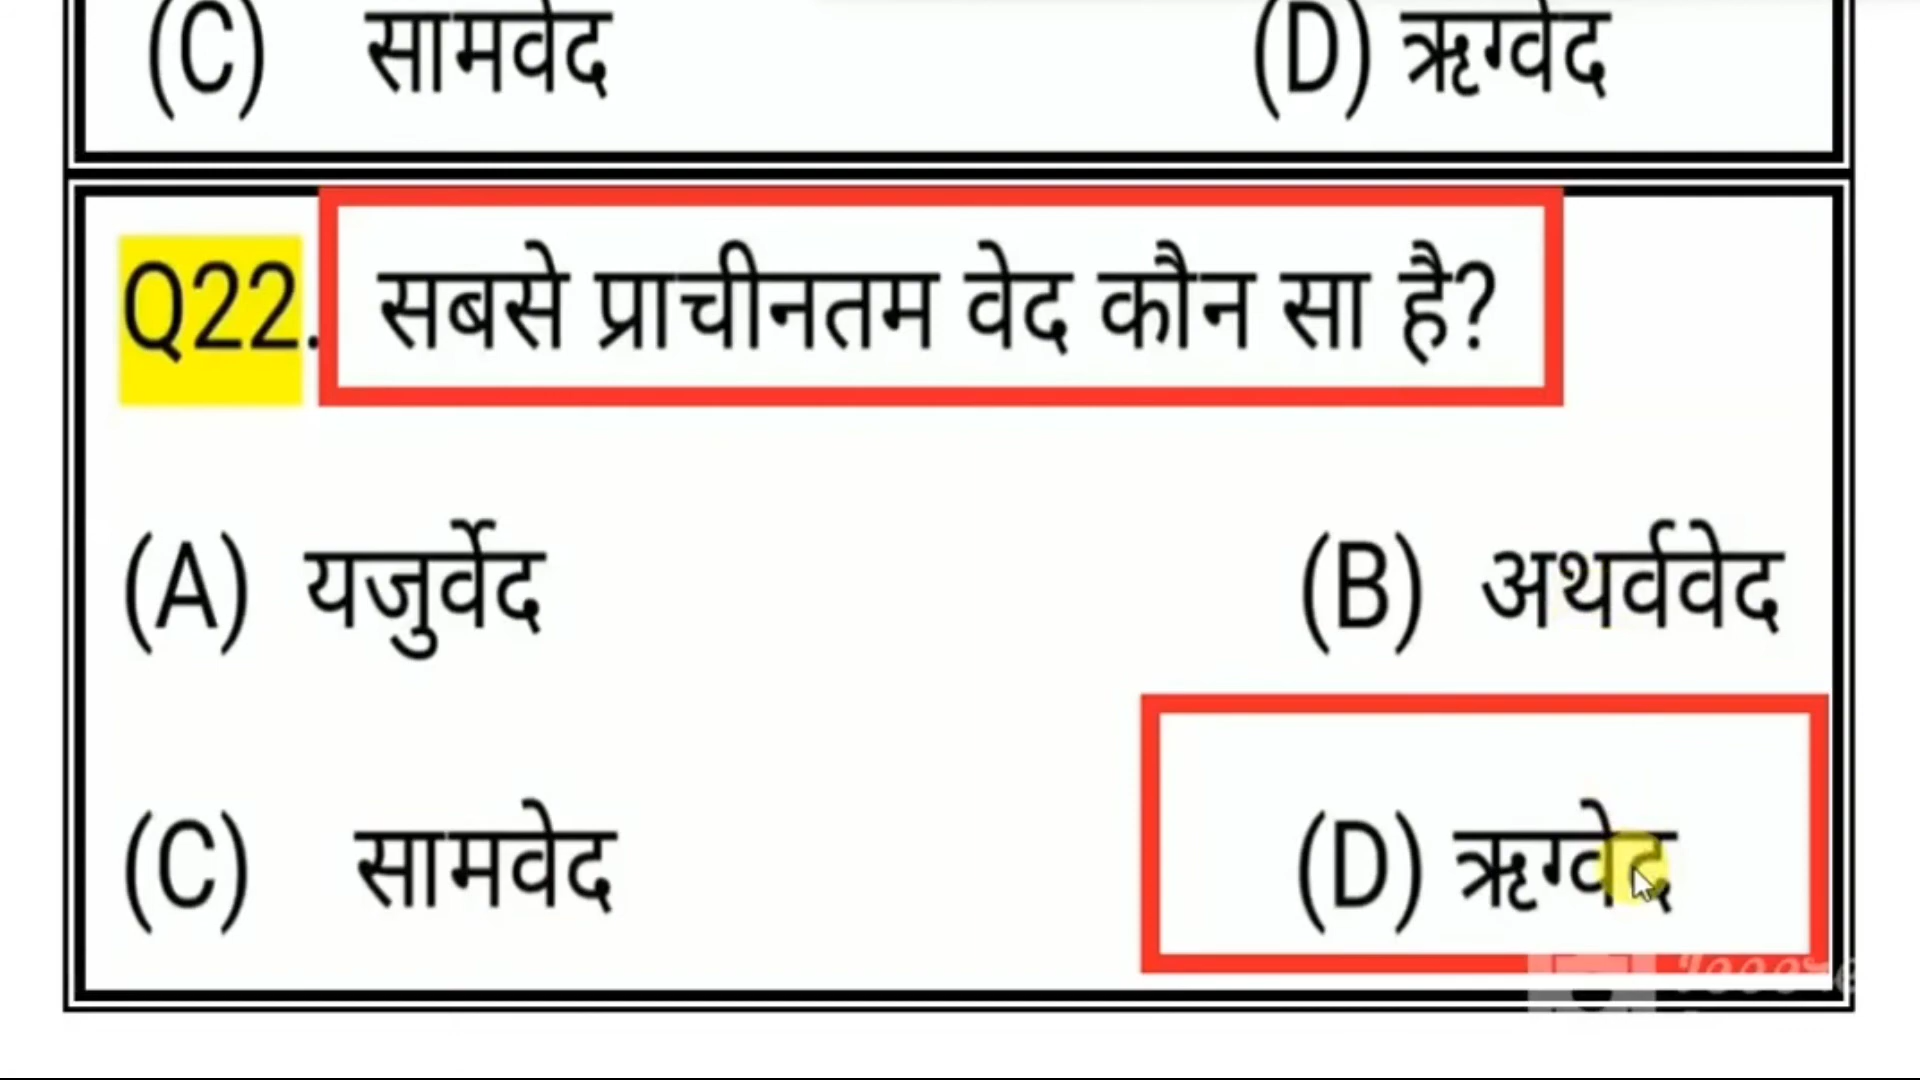 (C) सामवेद (D) ऋग्वेद
Q22. सबसे प्राचीनतम वेद कौन सा है?
(A) यजुर्वेद (B) अथर्ववेद
(C) सामवेद (D) ऋग्वेद